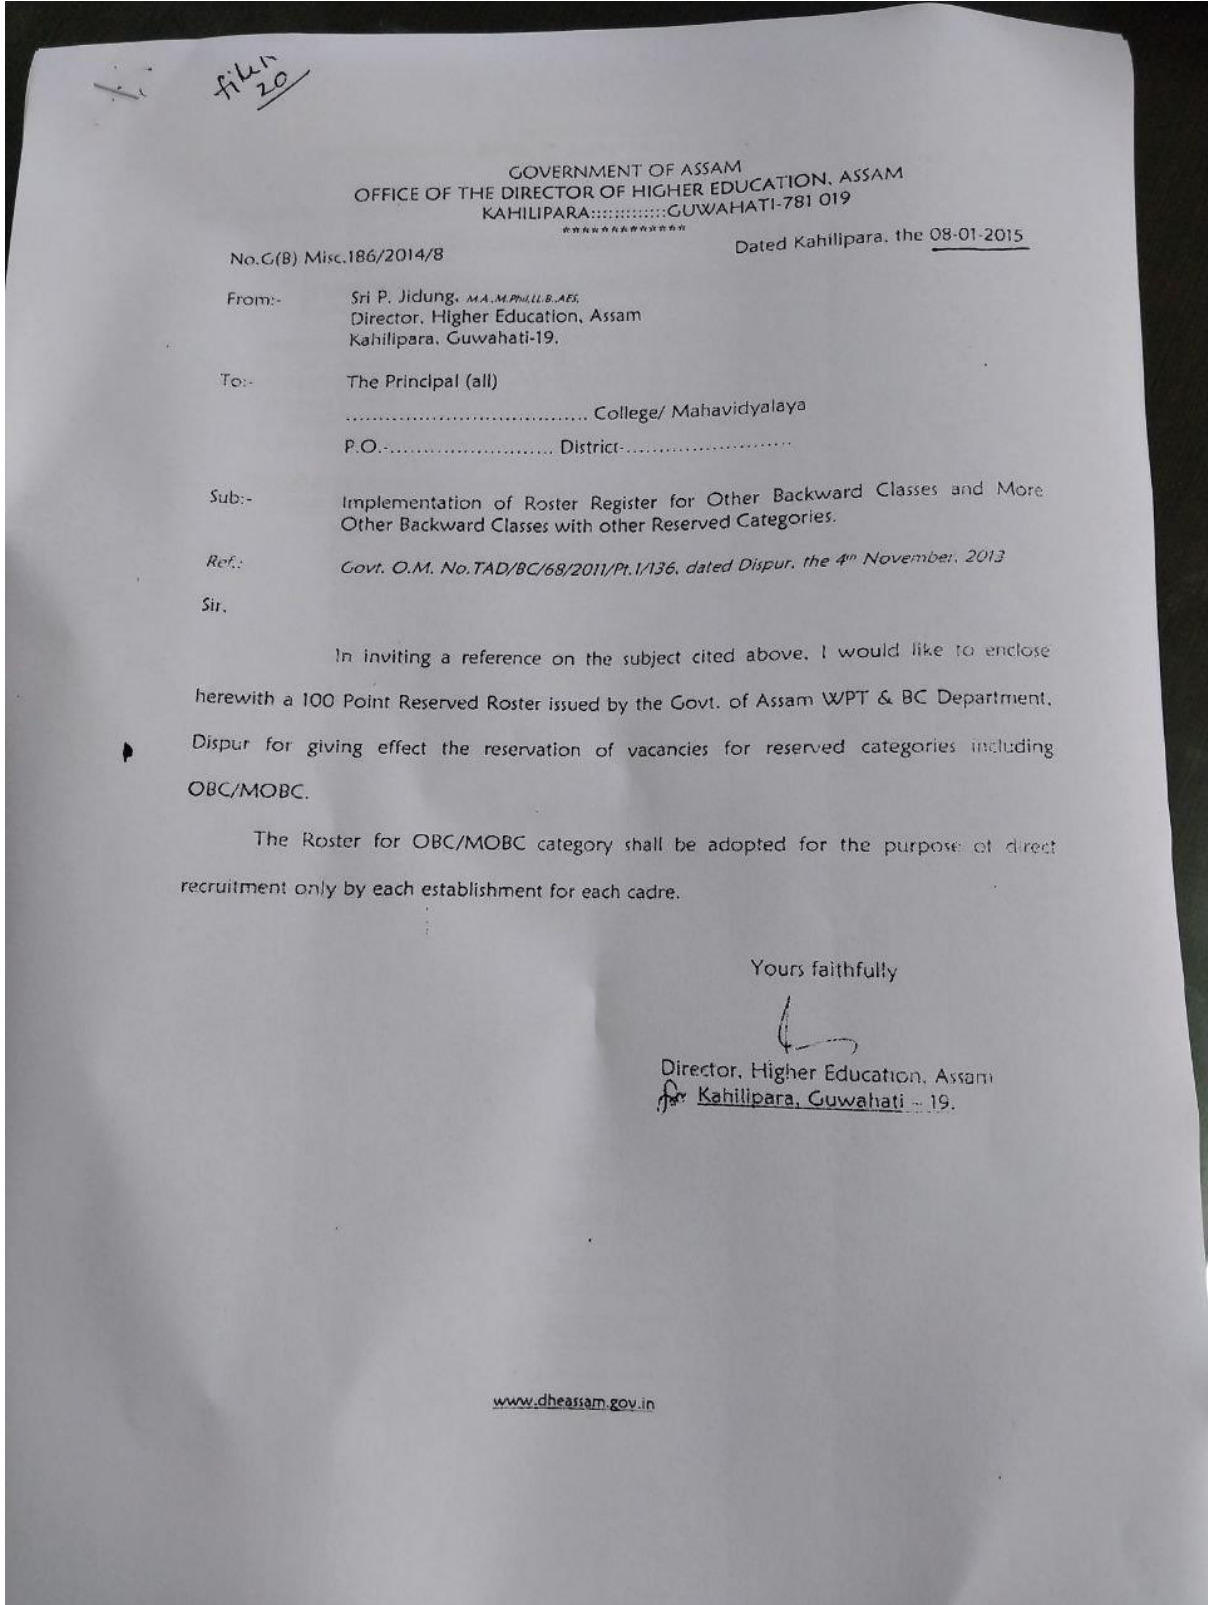 file n
20
GOVERNMENT OF ASSAM
OFFICE OF THE DIRECTOR OF HIGHER EDUCATION, ASSAM
KAHILIPARA:::::::::::::GUWAHATI-781 019
*************
No.G(B) Misc.186/2014/8 Dated Kahilipara, the 08-01-2015
From:- Sri P. Jidung, M.A.,M.Phil,LL.B.,AES,
Director, Higher Education, Assam
Kahilipara, Guwahati-19.
To:- The Principal (all)
.................................... College/ Mahavidyalaya
P.O.-......................... District-.........................
Sub:- Implementation of Roster Register for Other Backward Classes and More
Other Backward Classes with other Reserved Categories.
Ref.: Govt. O.M. No.TAD/BC/68/2011/Pt.1/136, dated Dispur, the 4th November, 2013
Sir,
In inviting a reference on the subject cited above, I would like to enclose
herewith a 100 Point Reserved Roster issued by the Govt. of Assam WPT & BC Department,
Dispur for giving effect the reservation of vacancies for reserved categories including
OBC/MOBC.
The Roster for OBC/MOBC category shall be adopted for the purpose of direct
recruitment only by each establishment for each cadre.
Yours faithfully
Director, Higher Education, Assam
for Kahilipara, Guwahati – 19.
www.dheassam.gov.in